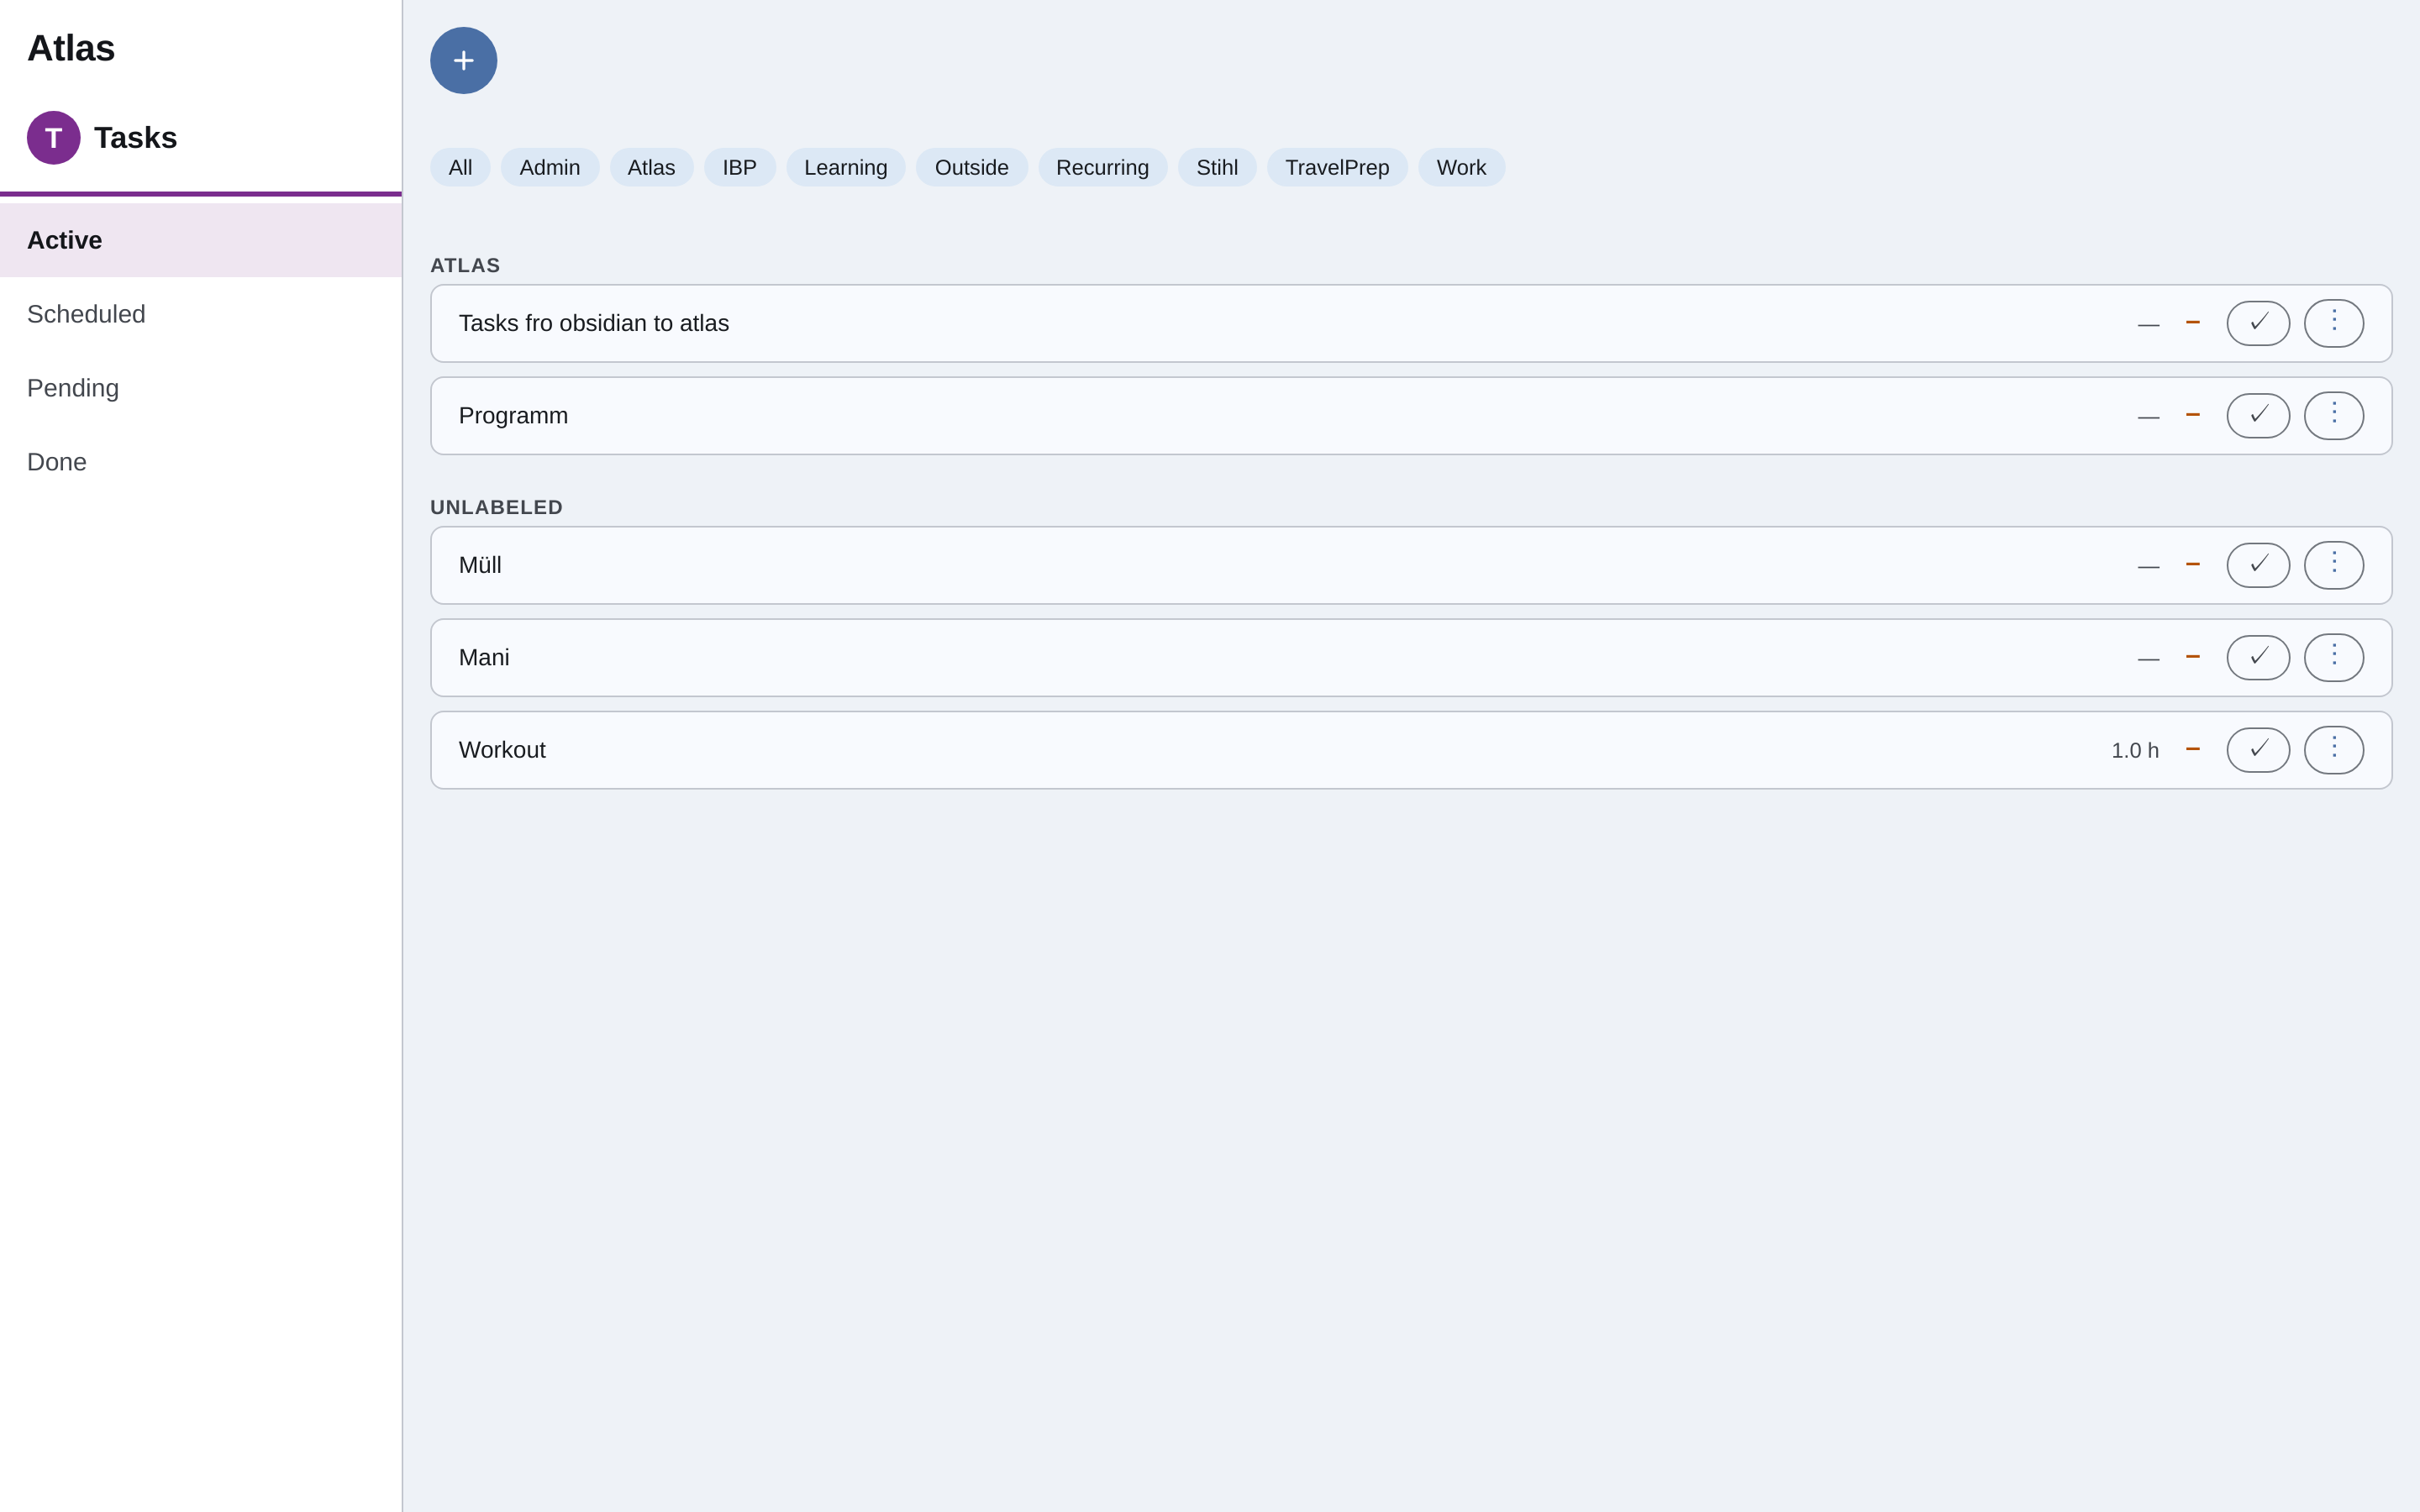 Atlas
T Tasks
Active
Scheduled
Pending
Done
+
All Admin Atlas IBP Learning Outside Recurring Stihl TravelPrep Work
ATLAS
Tasks fro obsidian to atlas — – ✓ ⋮
Programm — – ✓ ⋮
UNLABELED
Müll — – ✓ ⋮
Mani — – ✓ ⋮
Workout 1.0 h – ✓ ⋮